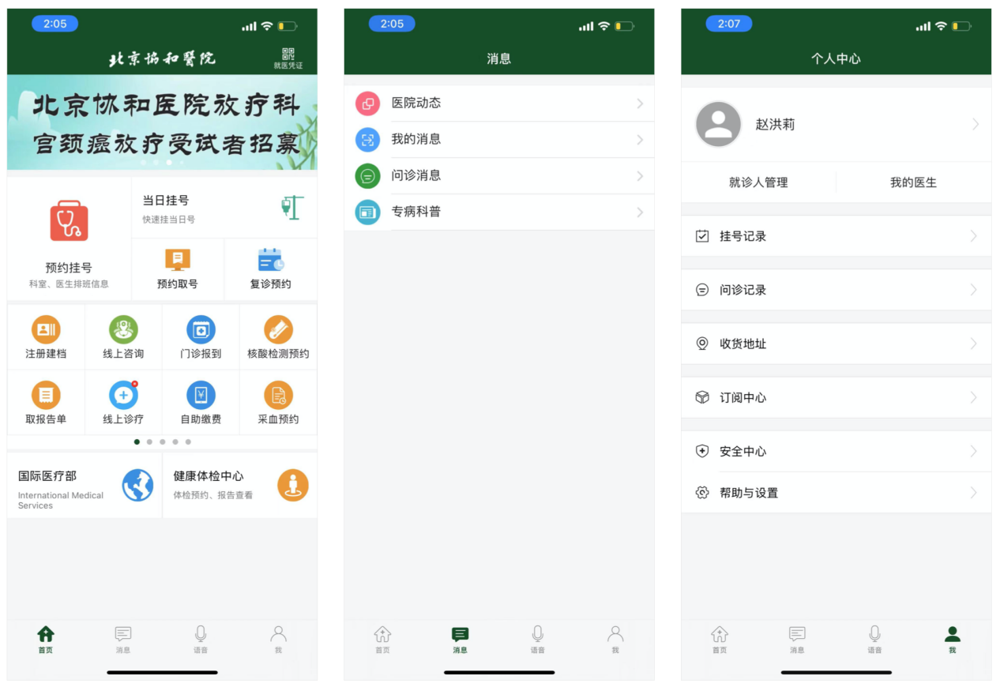 2:05
北京協和醫院
就医凭证
北京协和医院放疗科
宫颈癌放疗受试者招募
预约挂号
科室、医生排班信息
当日挂号
快速挂当日号
预约取号
复诊预约
注册建档
线上咨询
门诊报到
核酸检测预约
取报告单
线上诊疗
自助缴费
采血预约
国际医疗部
International Medical
Services
健康体检中心
体检预约、报告查看
首页
消息
语音
我
2:05
消息
医院动态
我的消息
问诊消息
专病科普
首页
消息
语音
我
2:07
个人中心
赵洪莉
就诊人管理
我的医生
挂号记录
问诊记录
收货地址
订阅中心
安全中心
帮助与设置
首页
消息
语音
我